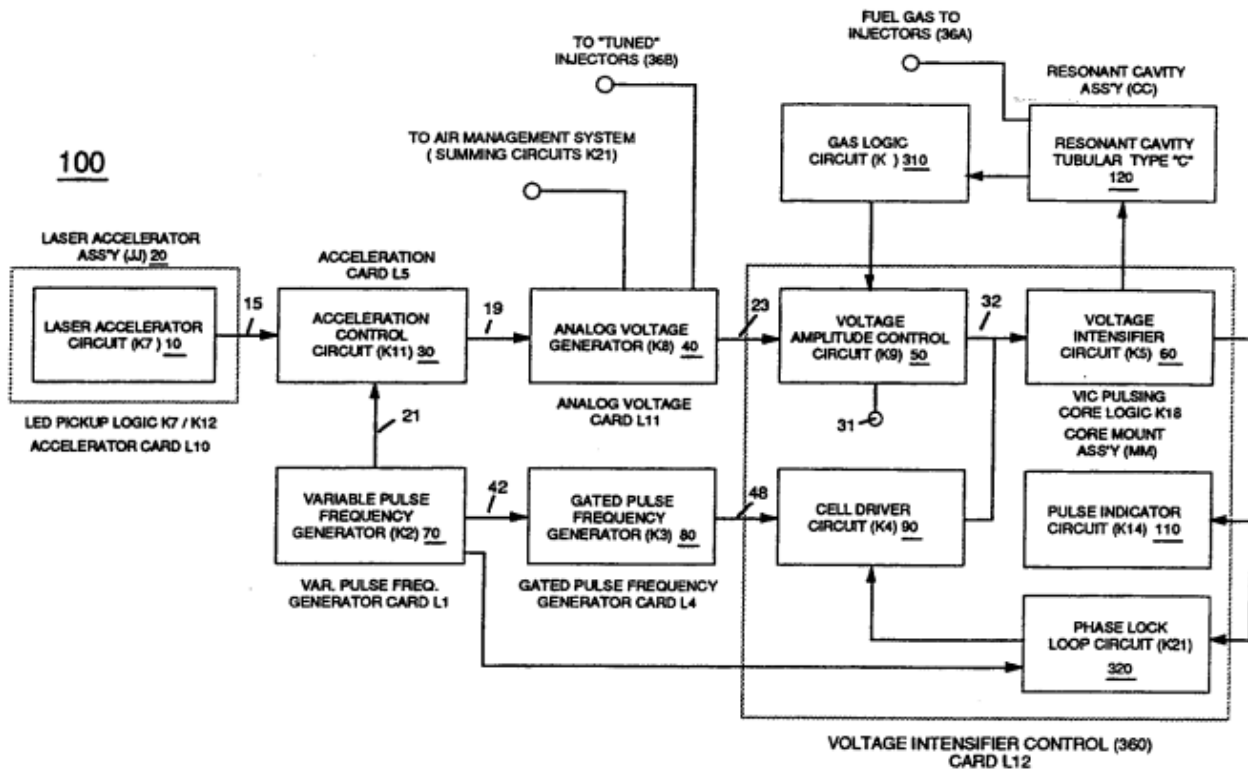 FUEL GAS TO
INJECTORS (36A)
TO "TUNED"
INJECTORS (36B)
RESONANT CAVITY
ASS'Y (CC)
TO AIR MANAGEMENT SYSTEM
( SUMMING CIRCUITS K21)
GAS LOGIC
CIRCUIT (K ) 310
RESONANT CAVITY
TUBULAR TYPE "C"
120
100
LASER ACCELERATOR
ASS'Y (JJ) 20
ACCELERATION
CARD L5
15
19
23
32
LASER ACCELERATOR
CIRCUIT (K7 ) 10
ACCELERATION
CONTROL
CIRCUIT (K11) 30
ANALOG VOLTAGE
GENERATOR (K8) 40
VOLTAGE
AMPLITUDE CONTROL
CIRCUIT (K9) 50
VOLTAGE
INTENSIFIER
CIRCUIT (K5) 60
LED PICKUP LOGIC K7 / K12
ACCELERATOR CARD L10
21
ANALOG VOLTAGE
CARD L11
31
VIC PULSING
CORE LOGIC K18
CORE MOUNT
ASS'Y (MM)
42
48
VARIABLE PULSE
FREQUENCY
GENERATOR (K2) 70
GATED PULSE
FREQUENCY
GENERATOR (K3) 80
CELL DRIVER
CIRCUIT (K4) 90
PULSE INDICATOR
CIRCUIT (K14) 110
VAR. PULSE FREQ.
GENERATOR CARD L1
GATED PULSE FREQUENCY
GENERATOR CARD L4
PHASE LOCK
LOOP CIRCUIT (K21)
320
VOLTAGE INTENSIFIER CONTROL (360)
CARD L12